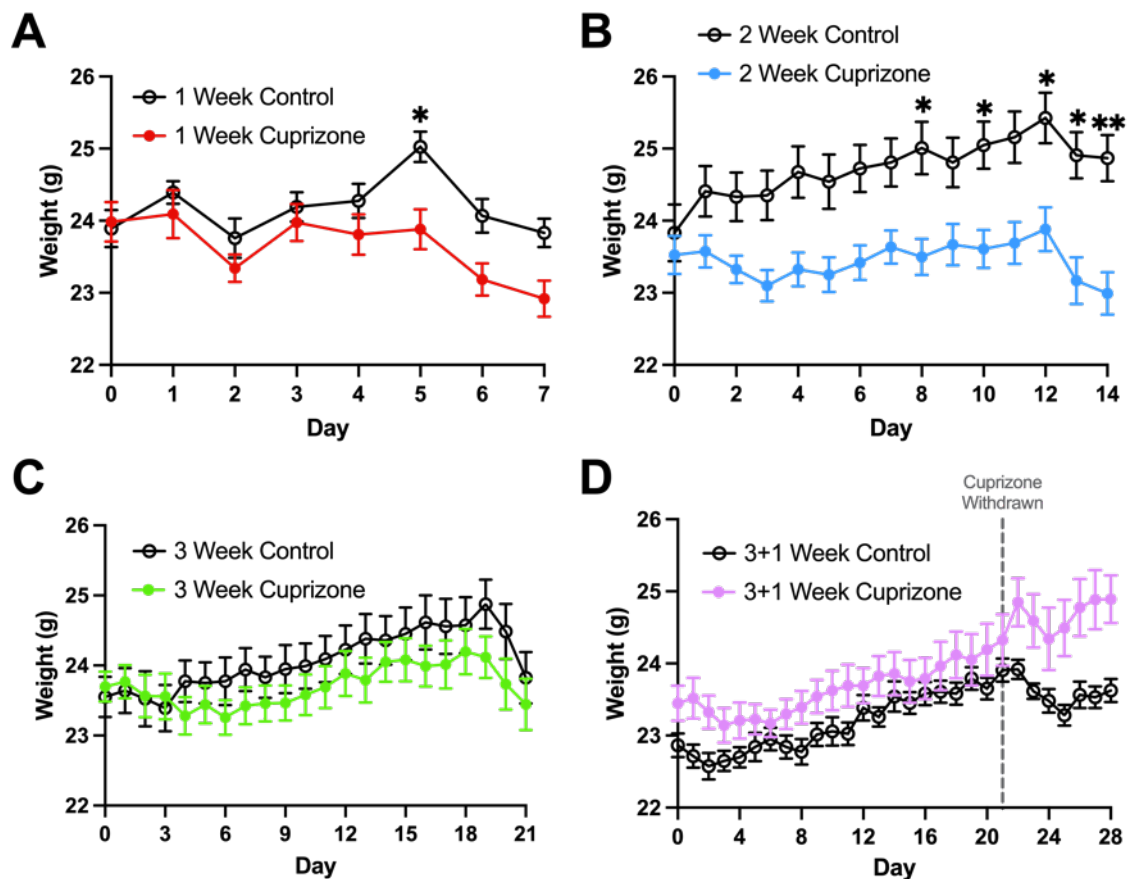 A
1 Week Control
1 Week Cuprizone
*
Weight (g)
26
25
24
23
22
0 1 2 3 4 5 6 7
Day
B
2 Week Control
2 Week Cuprizone
* * * * **
Weight (g)
26
25
24
23
22
0 2 4 6 8 10 12 14
Day
C
3 Week Control
3 Week Cuprizone
Weight (g)
26
25
24
23
22
0 3 6 9 12 15 18 21
Day
D
Cuprizone
Withdrawn
3+1 Week Control
3+1 Week Cuprizone
Weight (g)
26
25
24
23
22
0 4 8 12 16 20 24 28
Day